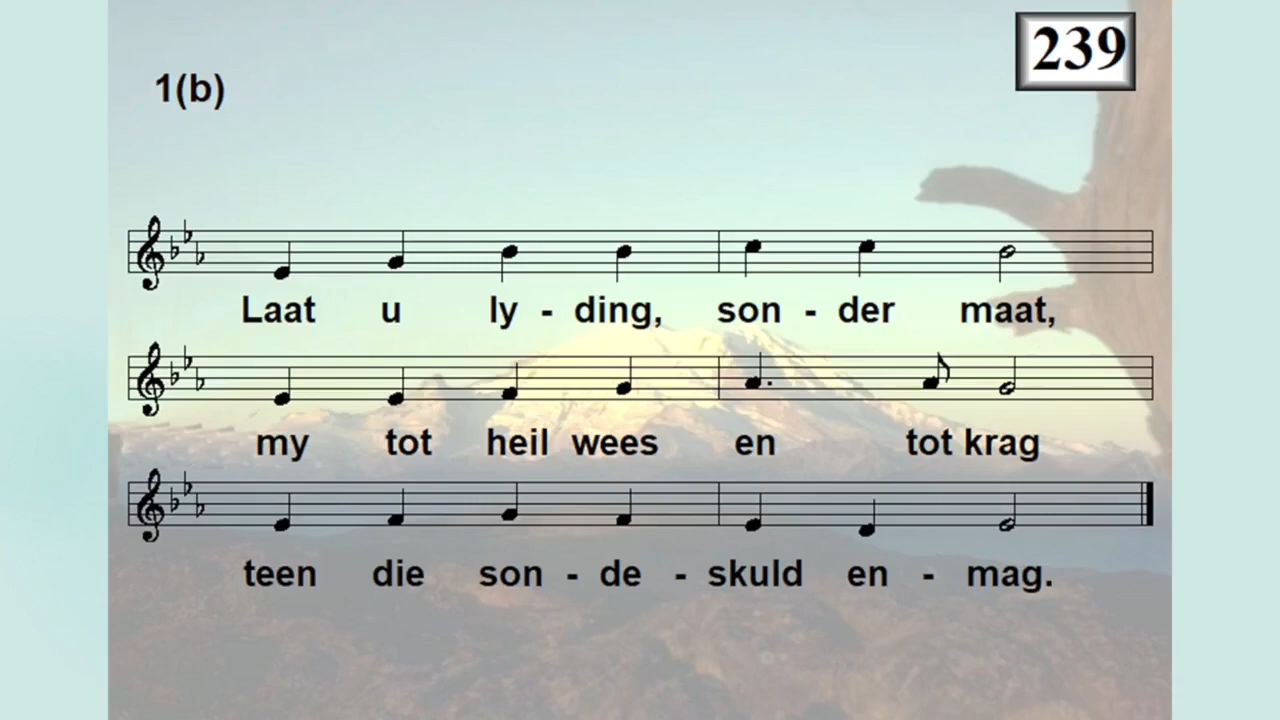 239
1(b)
Laat u ly - ding, son - der maat,
my tot heil wees en tot krag
teen die son - de - skuld en - mag.